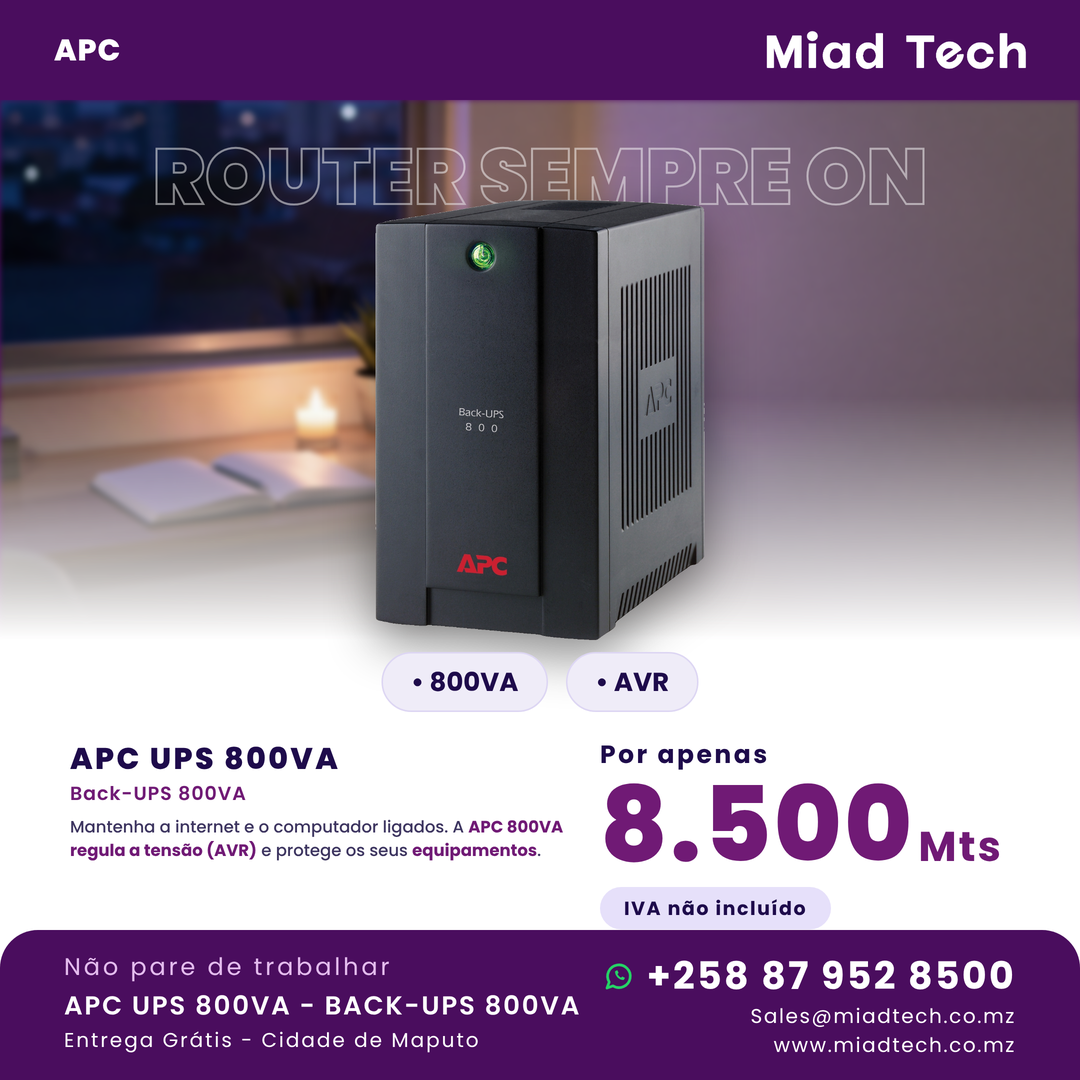 APC
Miad Tech
ROUTER SEMPRE ON
Back-UPS
800
APC
APC
• 800VA
• AVR
APC UPS 800VA
Back-UPS 800VA
Mantenha a internet e o computador ligados. A APC 800VA
regula a tensão (AVR) e protege os seus equipamentos.
Por apenas
8.500 Mts
IVA não incluído
Não pare de trabalhar
APC UPS 800VA - BACK-UPS 800VA
Entrega Grátis - Cidade de Maputo
+258 87 952 8500
Sales@miadtech.co.mz
www.miadtech.co.mz